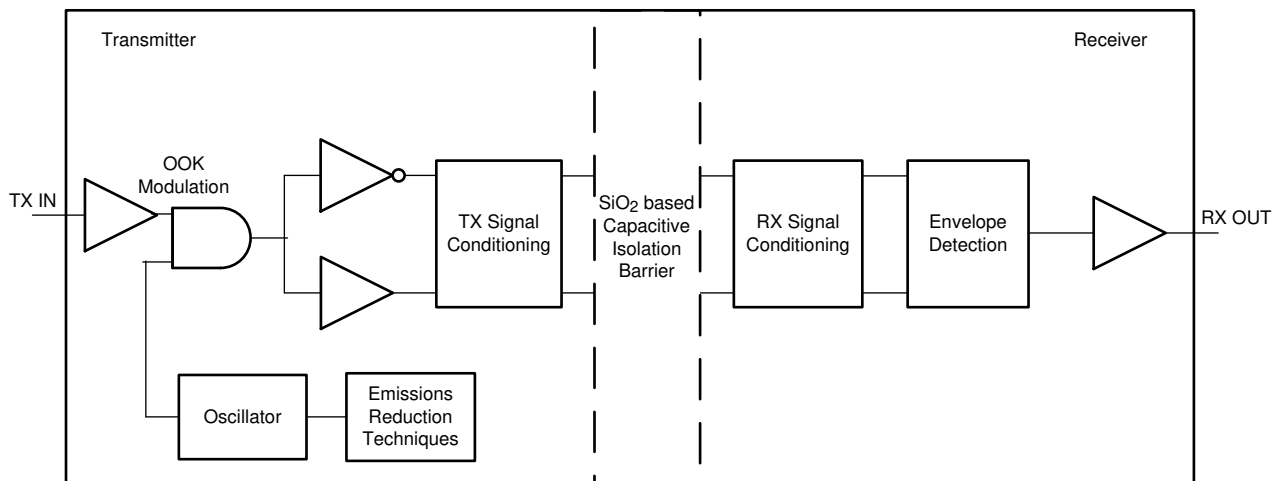 Transmitter
Receiver
OOK
Modulation
TX IN
TX Signal
Conditioning
SiO2 based
Capacitive
Isolation
Barrier
RX Signal
Conditioning
Envelope
Detection
RX OUT
Oscillator
Emissions
Reduction
Techniques